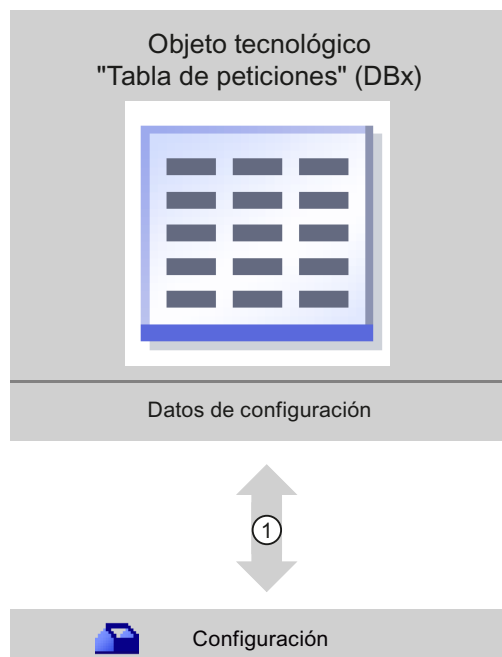 Objeto tecnológico
"Tabla de peticiones" (DBx)
Datos de configuración
1
Configuración